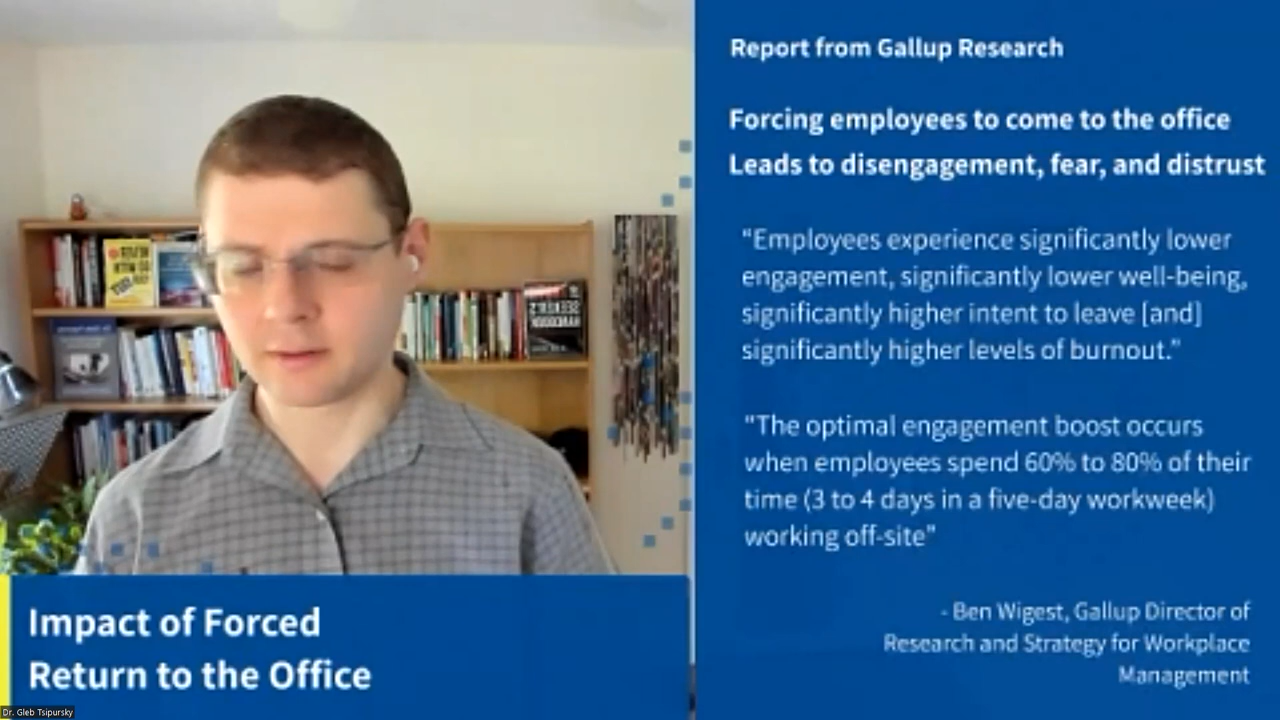 Report from Gallup Research
Forcing employees to come to the office
Leads to disengagement, fear, and distrust
“Employees experience significantly lower
engagement, significantly lower well-being,
significantly higher intent to leave [and]
significantly higher levels of burnout.”
“The optimal engagement boost occurs
when employees spend 60% to 80% of their
time (3 to 4 days in a five-day workweek)
working off-site”
- Ben Wigest, Gallup Director of
Research and Strategy for Workplace
Management
Impact of Forced
Return to the Office
Dr. Gleb Tsipursky